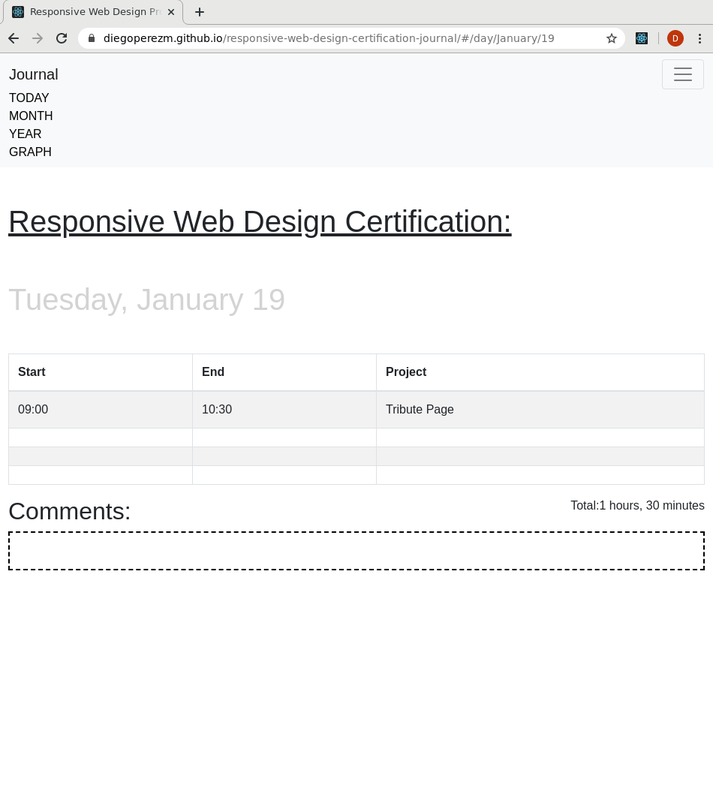 Responsive Web Design Pr
diegoperezm.github.io/responsive-web-design-certification-journal/#/day/January/19
D
Journal
TODAY
MONTH
YEAR
GRAPH
Responsive Web Design Certification:
Tuesday, January 19
Start End Project
09:00 10:30 Tribute Page
Comments: Total:1 hours, 30 minutes